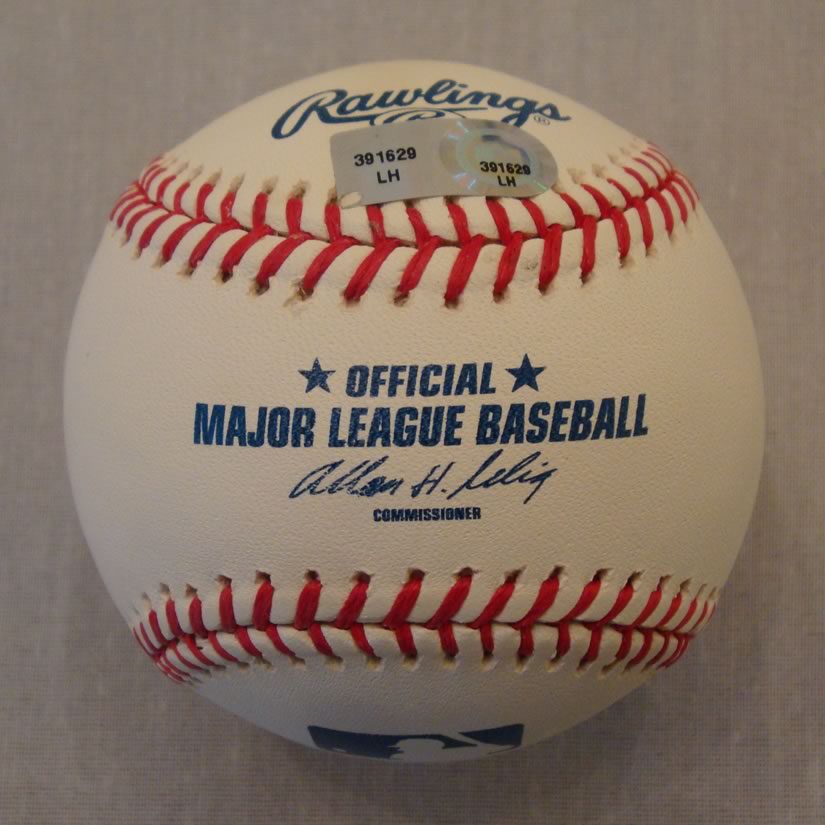 Rawlings®
391629
LH
391629
LH
★ OFFICIAL ★
MAJOR LEAGUE BASEBALL
Allan H. Selig
COMMISSIONER